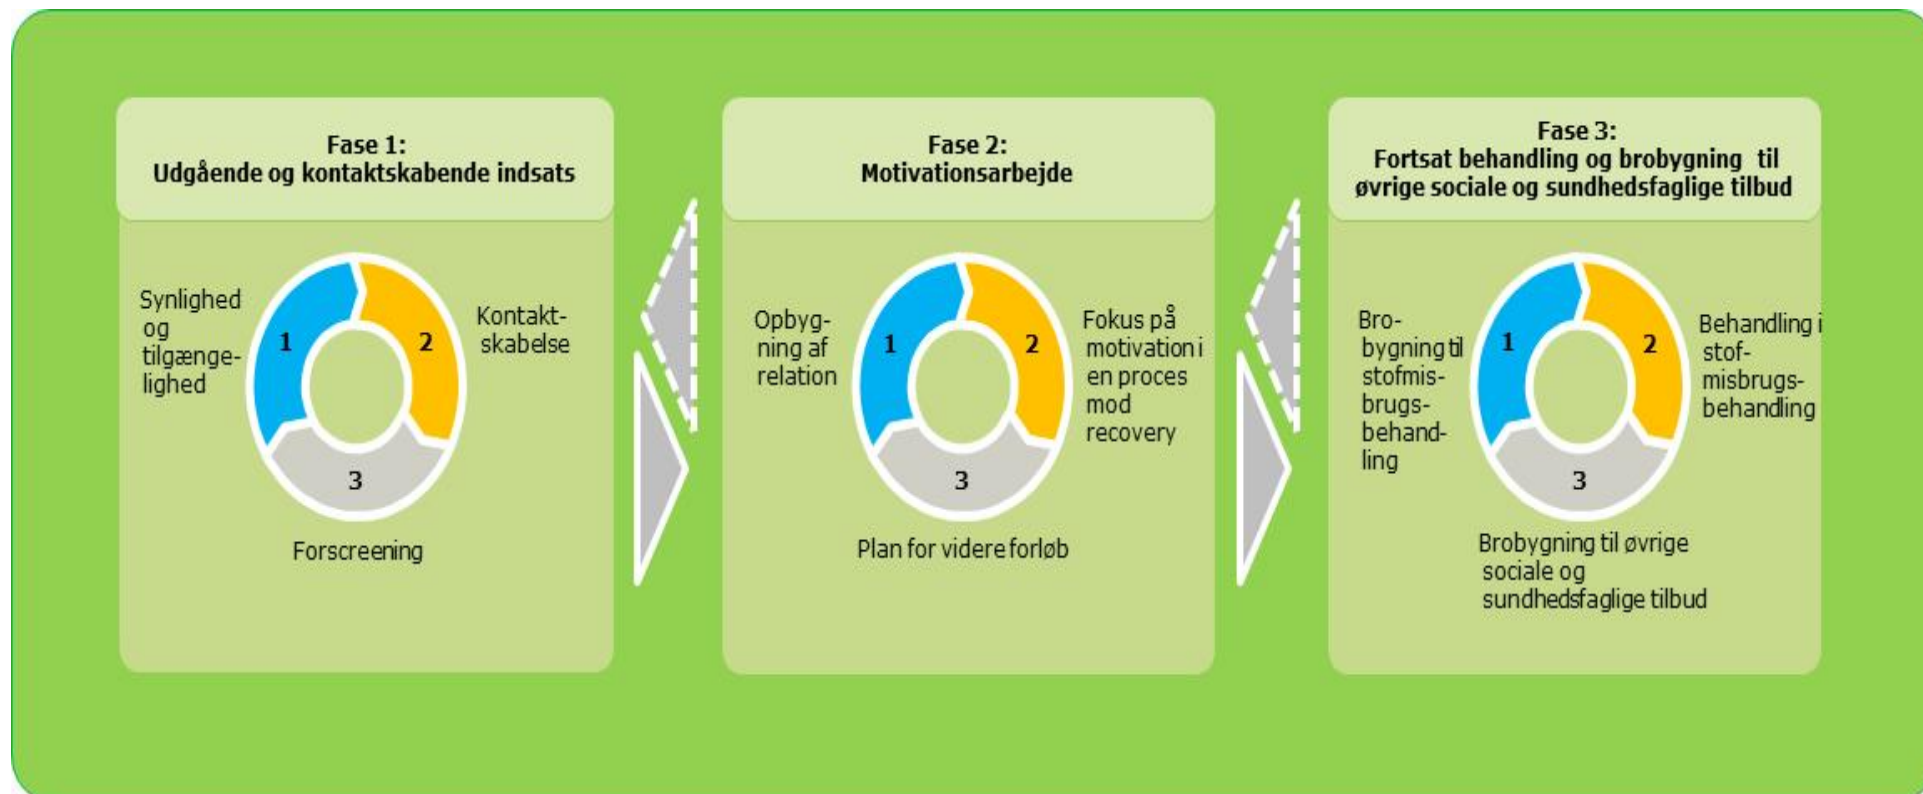 Fase 1:
Udgående og kontaktskabende indsats
Synlighed
og
tilgænge-
lighed
1
2
3
Kontakt-
skabelse
Forscreening
Fase 2:
Motivationsarbejde
Opbyg-
ning af
relation
1
2
3
Fokus på
motivation i
en proces
mod
recovery
Plan for videre forløb
Fase 3:
Fortsat behandling og brobygning til
øvrige sociale og sundhedsfaglige tilbud
Bro-
bygning til
stofmis-
brugs-
behand-
ling
1
2
3
Behandling i
stof-
misbrugs-
behandling
Brobygning til øvrige
sociale og
sundhedsfaglige tilbud